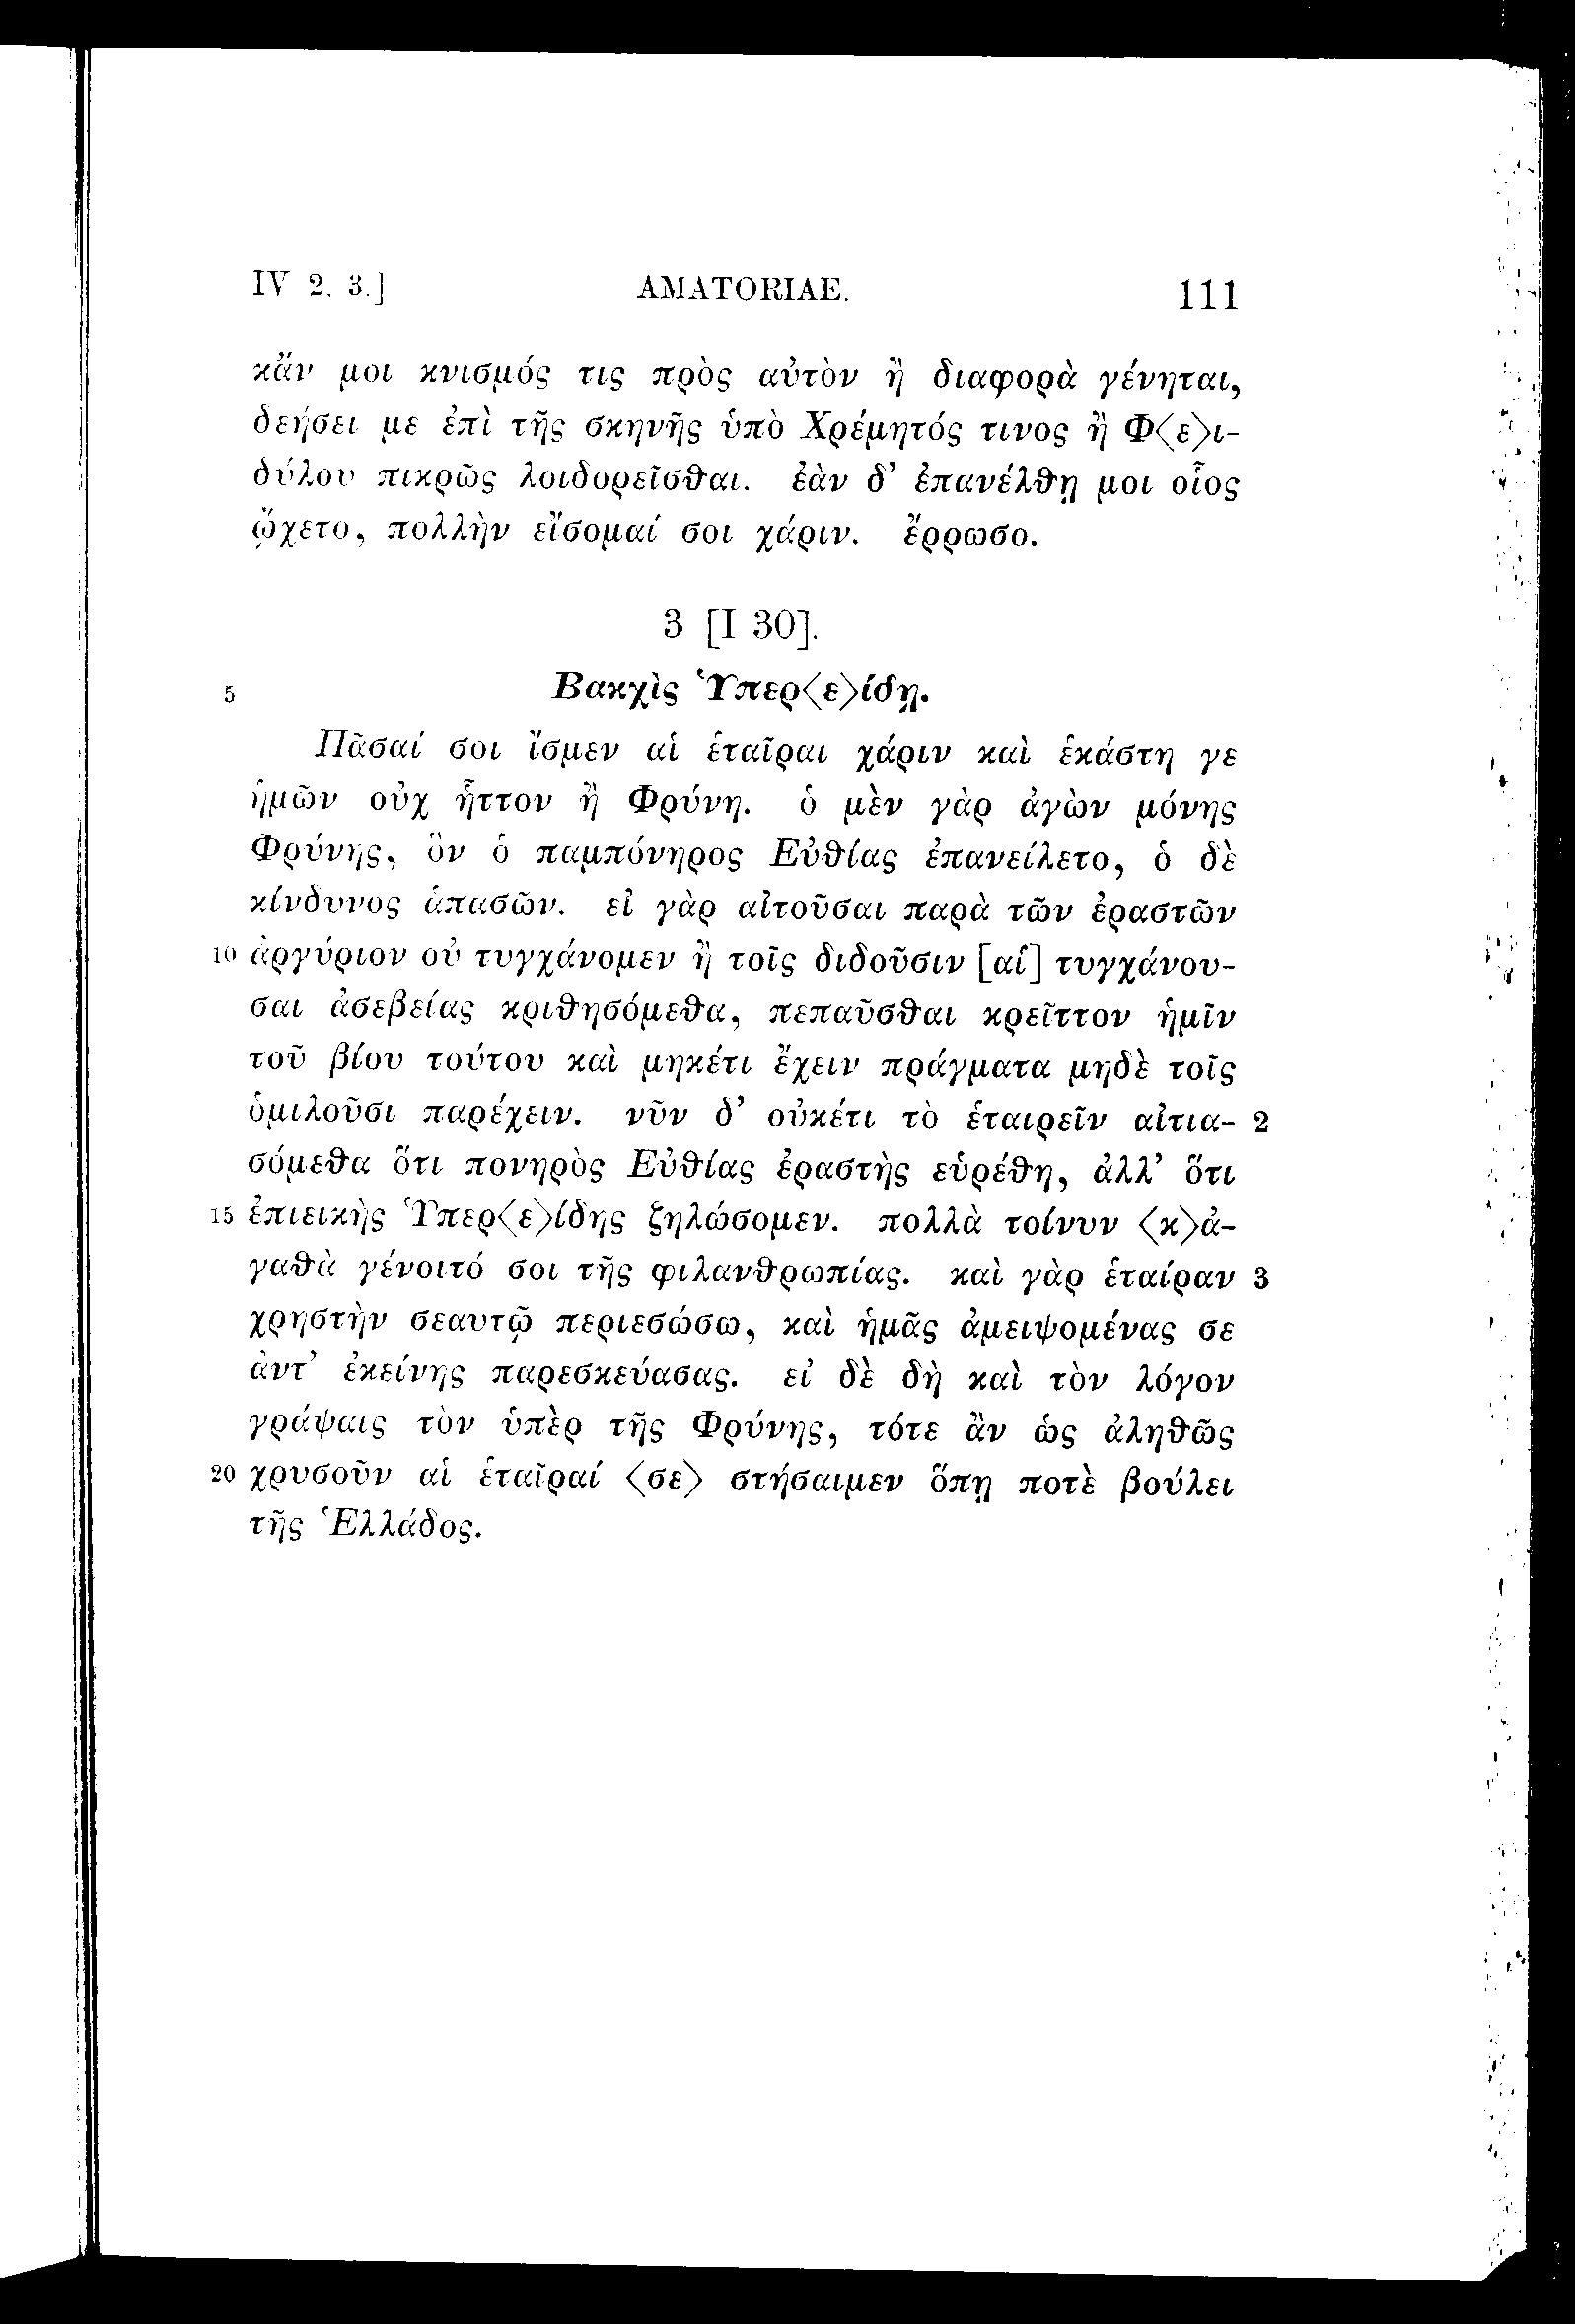 IV 2. 3.] AMATORIAE. 111
κἄν μοι κνισμός τις πρὸς αὐτὸν ἢ διαφορὰ γένηται,
δεήσει με ἐπὶ τῆς σκηνῆς ὑπὸ Χρέμητός τινος ἢ Φ⟨ε⟩ι-
δύλου πικρῶς λοιδορεῖσθαι. ἐὰν δ’ ἐπανέλθῃ μοι οἷος
ᾤχετο, πολλὴν εἴσομαί σοι χάριν. ἔρρωσο.
3 [I 30].
5 Βακχὶς Ὑπερ⟨ε⟩ίδῃ.
Πᾶσαί σοι ἴσμεν αἱ ἑταῖραι χάριν καὶ ἑκάστη γε
ἡμῶν οὐχ ἧττον ἢ Φρύνη. ὁ μὲν γὰρ ἀγὼν μόνης
Φρύνης, ὃν ὁ παμπόνηρος Εὐθίας ἐπανείλετο, ὁ δὲ
κίνδυνος ἁπασῶν. εἰ γὰρ αἰτοῦσαι παρὰ τῶν ἐραστῶν
10 ἀργύριον οὐ τυγχάνομεν ἢ τοῖς διδοῦσιν [αἱ] τυγχάνου-
σαι ἀσεβείας κριθησόμεθα, πεπαῦσθαι κρεῖττον ἡμῖν
τοῦ βίου τούτου καὶ μηκέτι ἔχειν πράγματα μηδὲ τοῖς
ὁμιλοῦσι παρέχειν. νῦν δ’ οὐκέτι τὸ ἑταιρεῖν αἰτια- 2
σόμεθα ὅτι πονηρὸς Εὐθίας ἐραστὴς εὑρέθη, ἀλλ’ ὅτι
15 ἐπιεικὴς Ὑπερ⟨ε⟩ίδης ζηλώσομεν. πολλὰ τοίνυν ⟨κ⟩ἀ-
γαθὰ γένοιτό σοι τῆς φιλανθρωπίας. καὶ γὰρ ἑταίραν 3
χρηστὴν σεαυτῷ περιεσώσω, καὶ ἡμᾶς ἀμειψομένας σε
ἀντ’ ἐκείνης παρεσκεύασας. εἰ δὲ δὴ καὶ τὸν λόγον
γράψαις τὸν ὑπὲρ τῆς Φρύνης, τότε ἂν ὡς ἀληθῶς
20 χρυσοῦν αἱ ἑταῖραί ⟨σε⟩ στήσαιμεν ὅπῃ ποτὲ βούλει
τῆς Ἑλλάδος.